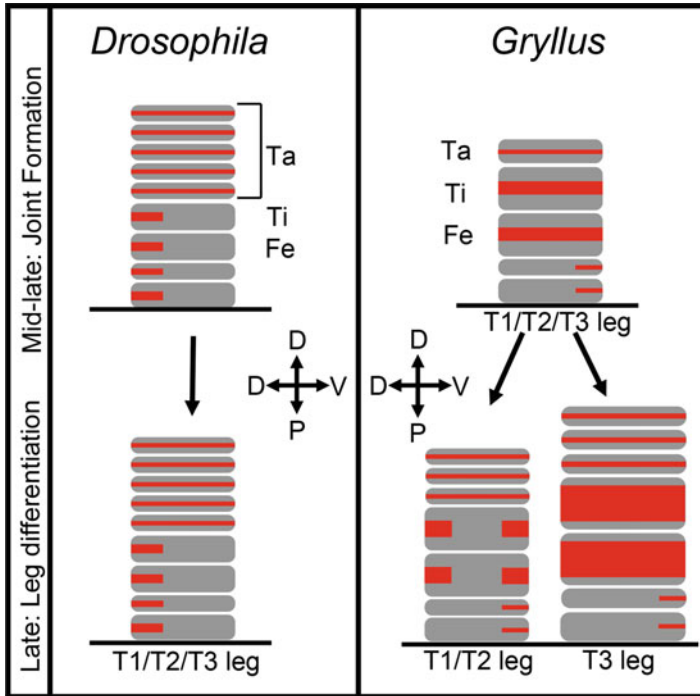 Drosophila
Gryllus
Mid-late: Joint Formation
Ta
Ti
Fe
Ta
Ti
Fe
T1/T2/T3 leg
D
D V
P
D
D V
P
Late: Leg differentiation
T1/T2/T3 leg
T1/T2 leg
T3 leg